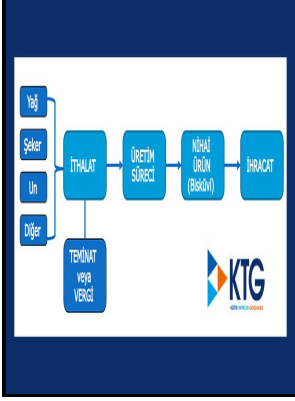 Yağ
Şeker
Un
Diğer
İTHALAT
TEMİNAT
veya
VERGİ
ÜRETİM
SÜRECİ
NİHAİ
ÜRÜN
(Bisküvi)
İHRACAT
KTG